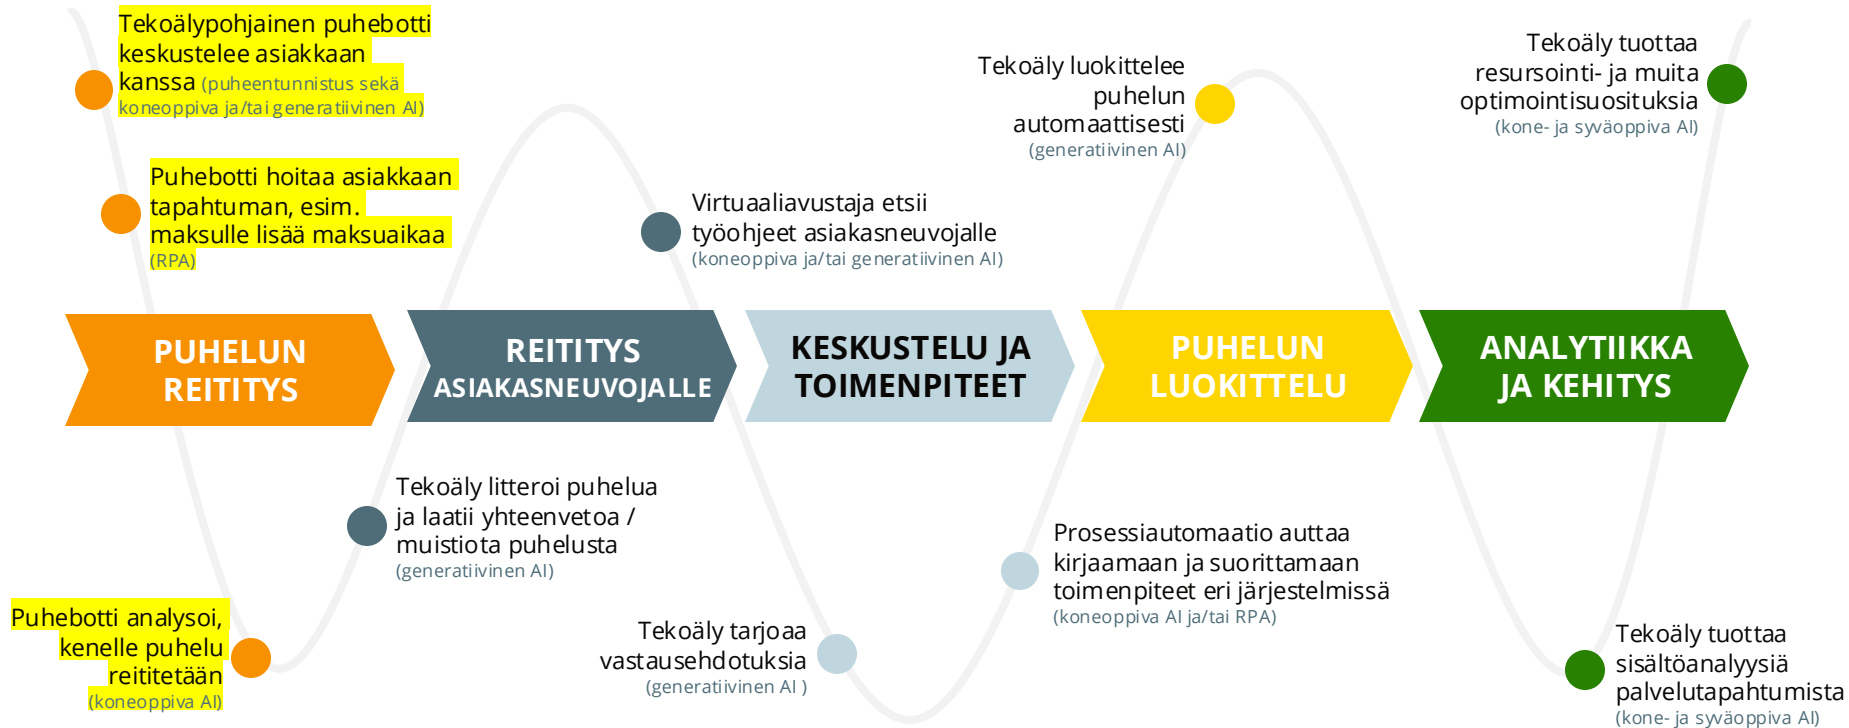 Tekoälypohjainen puhebotti
keskustelee asiakkaan
kanssa (puheentunnistus sekä
koneoppiva ja/tai generatiivinen AI)
Puhebotti hoitaa asiakkaan
tapahtuman, esim.
maksulle lisää maksuaikaa
(RPA)
Virtuaaliavustaja etsii
työohjeet asiakasneuvojalle
(koneoppiva ja/tai generatiivinen AI)
Tekoäly luokittelee
puhelun
automaattisesti
(generatiivinen AI)
Tekoäly tuottaa
resursointi- ja muita
optimointisuosituksia
(kone- ja syväoppiva AI)
PUHELUN
REITITYS
REITITYS
ASIAKASNEUVOJALLE
KESKUSTELU JA
TOIMENPITEET
PUHELUN
LUOKITTELU
ANALYTIIKKA
JA KEHITYS
Puhebotti analysoi,
kenelle puhelu
reititetään
(koneoppiva AI)
Tekoäly litteroi puhelua
ja laatii yhteenvetoa /
muistiota puhelusta
(generatiivinen AI)
Tekoäly tarjoaa
vastausehdotuksia
(generatiivinen AI )
Prosessiautomaatio auttaa
kirjaamaan ja suorittamaan
toimenpiteet eri järjestelmissä
(koneoppiva AI ja/tai RPA)
Tekoäly tuottaa
sisältöanalyysiä
palvelutapahtumista
(kone- ja syväoppiva AI)